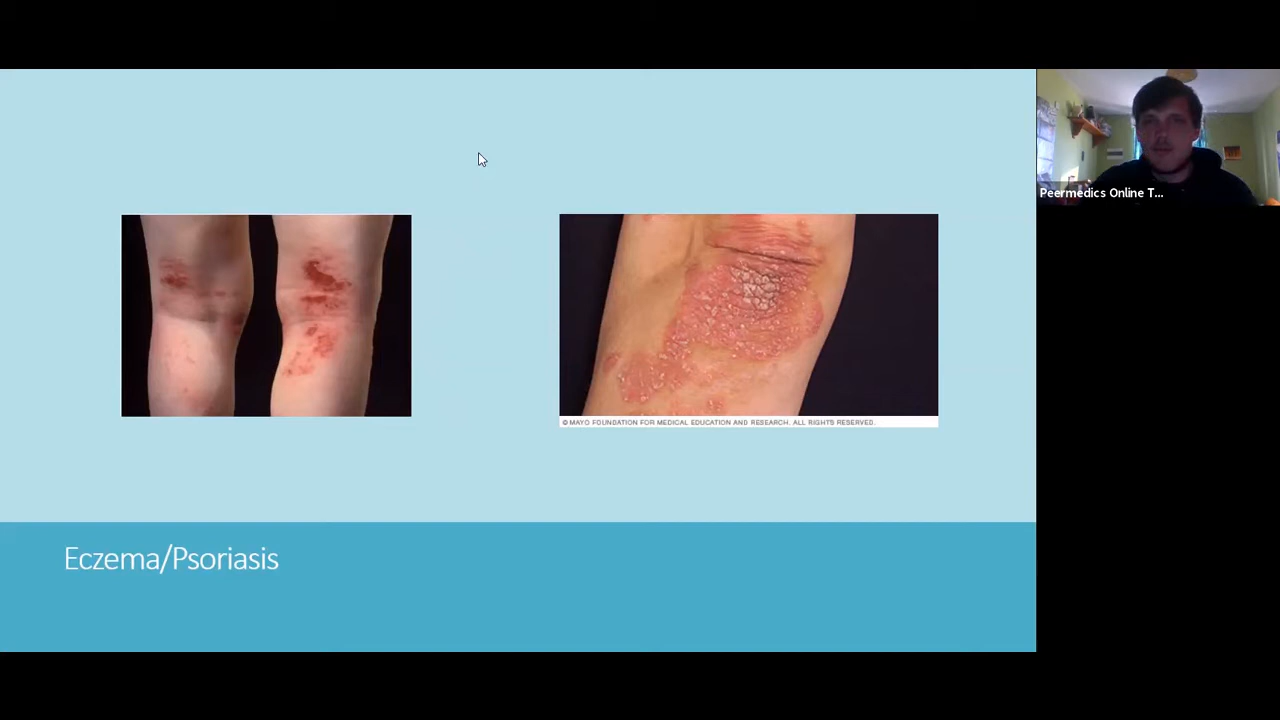 Peermedics Online T...
© MAYO FOUNDATION FOR MEDICAL EDUCATION AND RESEARCH. ALL RIGHTS RESERVED.
Eczema/Psoriasis